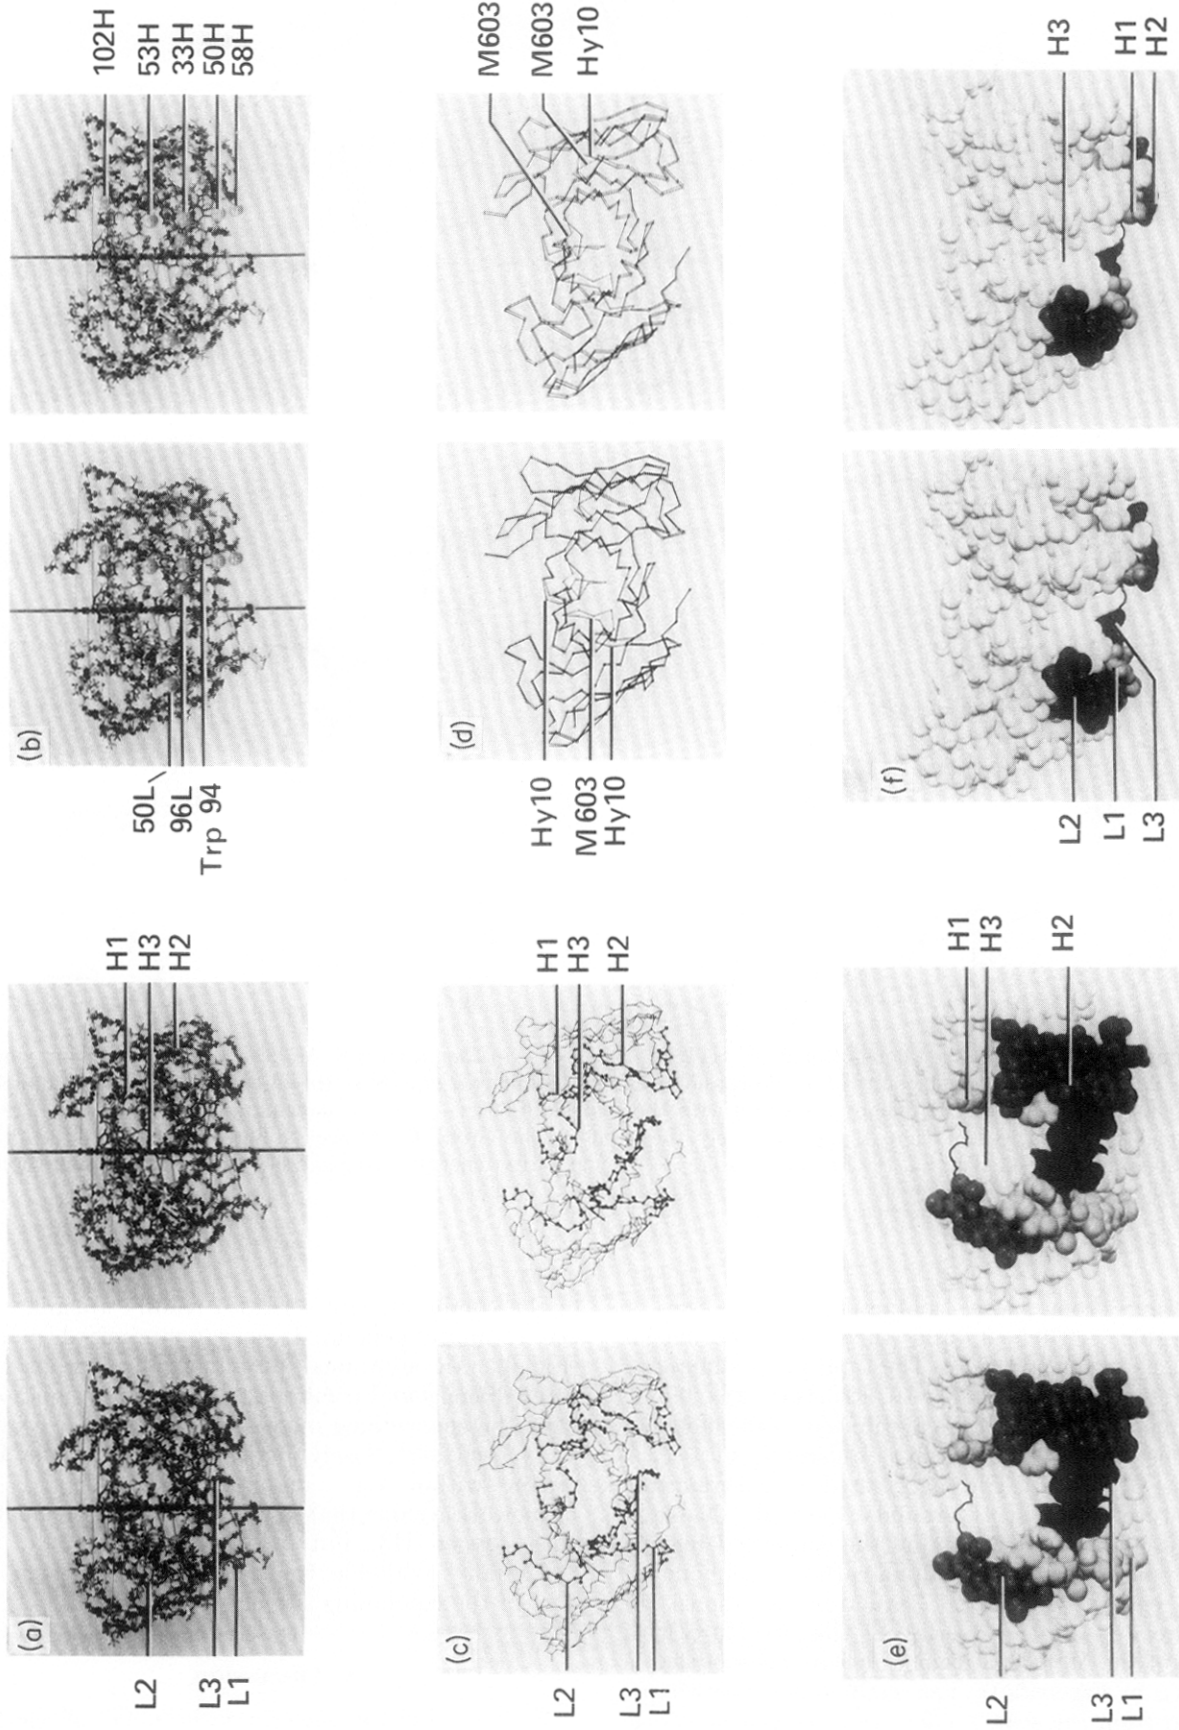 (a)
L2
L3
L1
H1
H3
H2
(b)
50L
96L
Trp 94
102H
53H
33H
50H
58H
(c)
L2
L3
L1
H1
H3
H2
(d)
Hy10
M603
Hy10
M603
M603
Hy10
(e)
L2
L3
L1
H1
H3
H2
(f)
L2
L1
L3
H3
H1
H2